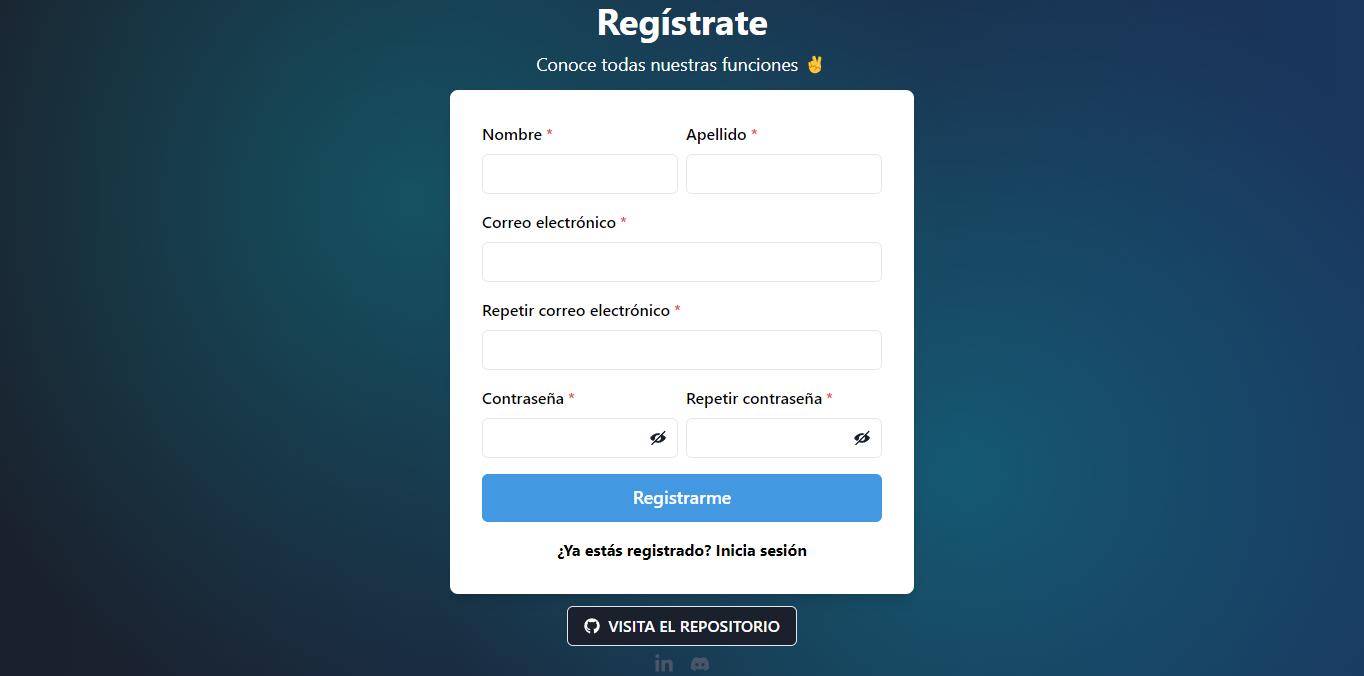 Regístrate
Conoce todas nuestras funciones ✌
Nombre *
Apellido *
Correo electrónico *
Repetir correo electrónico *
Contraseña *
Repetir contraseña *
Registrarme
¿Ya estás registrado? Inicia sesión
VISITA EL REPOSITORIO
in